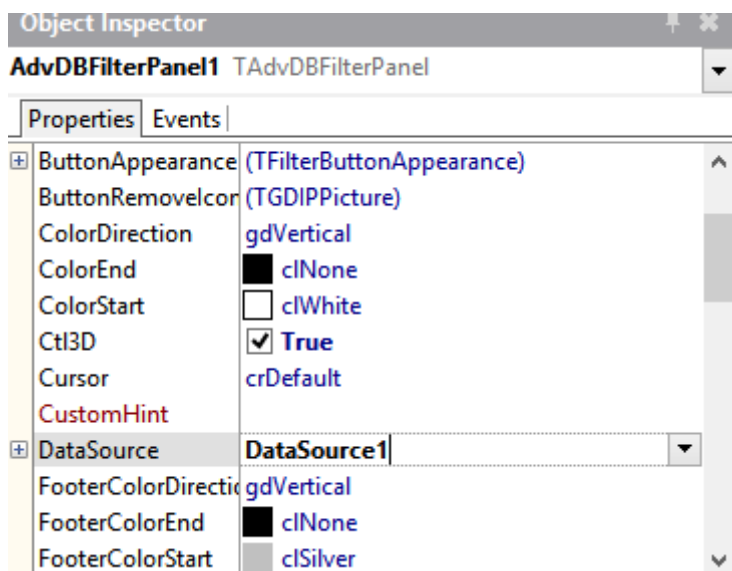 Object Inspector
AdvDBFilterPanel1 TAdvDBFilterPanel
Properties Events
ButtonAppearance (TFilterButtonAppearance)
ButtonRemoveIcor (TGDIPPicture)
ColorDirection gdVertical
ColorEnd clNone
ColorStart clWhite
Ctl3D True
Cursor crDefault
CustomHint
DataSource DataSource1
FooterColorDirectio gdVertical
FooterColorEnd clNone
FooterColorStart clSilver